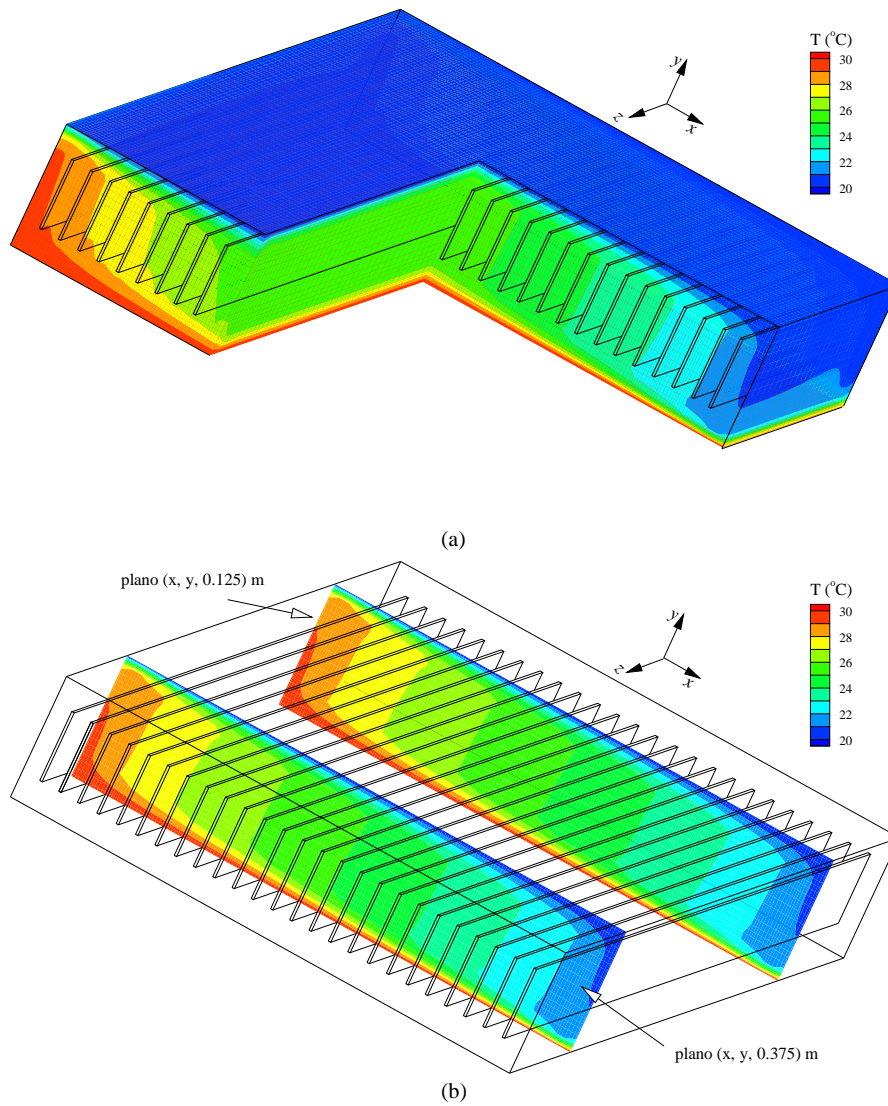 T (°C)
30
28
26
24
22
20
y
z
x
(a)
plano (x, y, 0.125) m
T (°C)
30
28
26
24
22
20
y
z
x
plano (x, y, 0.375) m
(b)